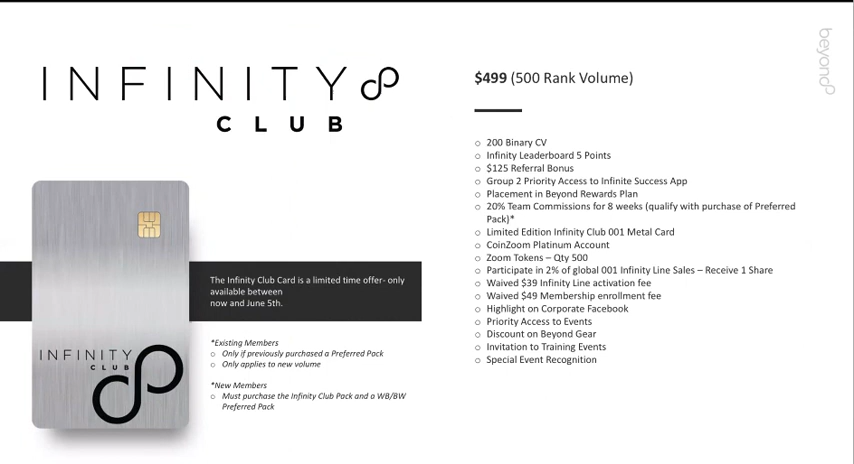 INFINITY
CLUB
$499 (500 Rank Volume)
beyond
○ 200 Binary CV
○ Infinity Leaderboard 5 Points
○ $125 Referral Bonus
○ Group 2 Priority Access to Infinite Success App
○ Placement in Beyond Rewards Plan
○ 20% Team Commissions for 8 weeks (qualify with purchase of Preferred
Pack)*
○ Limited Edition Infinity Club 001 Metal Card
○ CoinZoom Platinum Account
○ Zoom Tokens – Qty 500
○ Participate in 2% of global 001 Infinity Line Sales – Receive 1 Share
○ Waived $39 Infinity Line activation fee
○ Waived $49 Membership enrollment fee
○ Highlight on Corporate Facebook
○ Priority Access to Events
○ Discount on Beyond Gear
○ Invitation to Training Events
○ Special Event Recognition
The Infinity Club Card is a limited time offer- only
available between
now and June 5th.
*Existing Members
○ Only if previously purchased a Preferred Pack
○ Only applies to new volume
*New Members
○ Must purchase the Infinity Club Pack and a WB/BW
Preferred Pack
INFINITY
CLUB